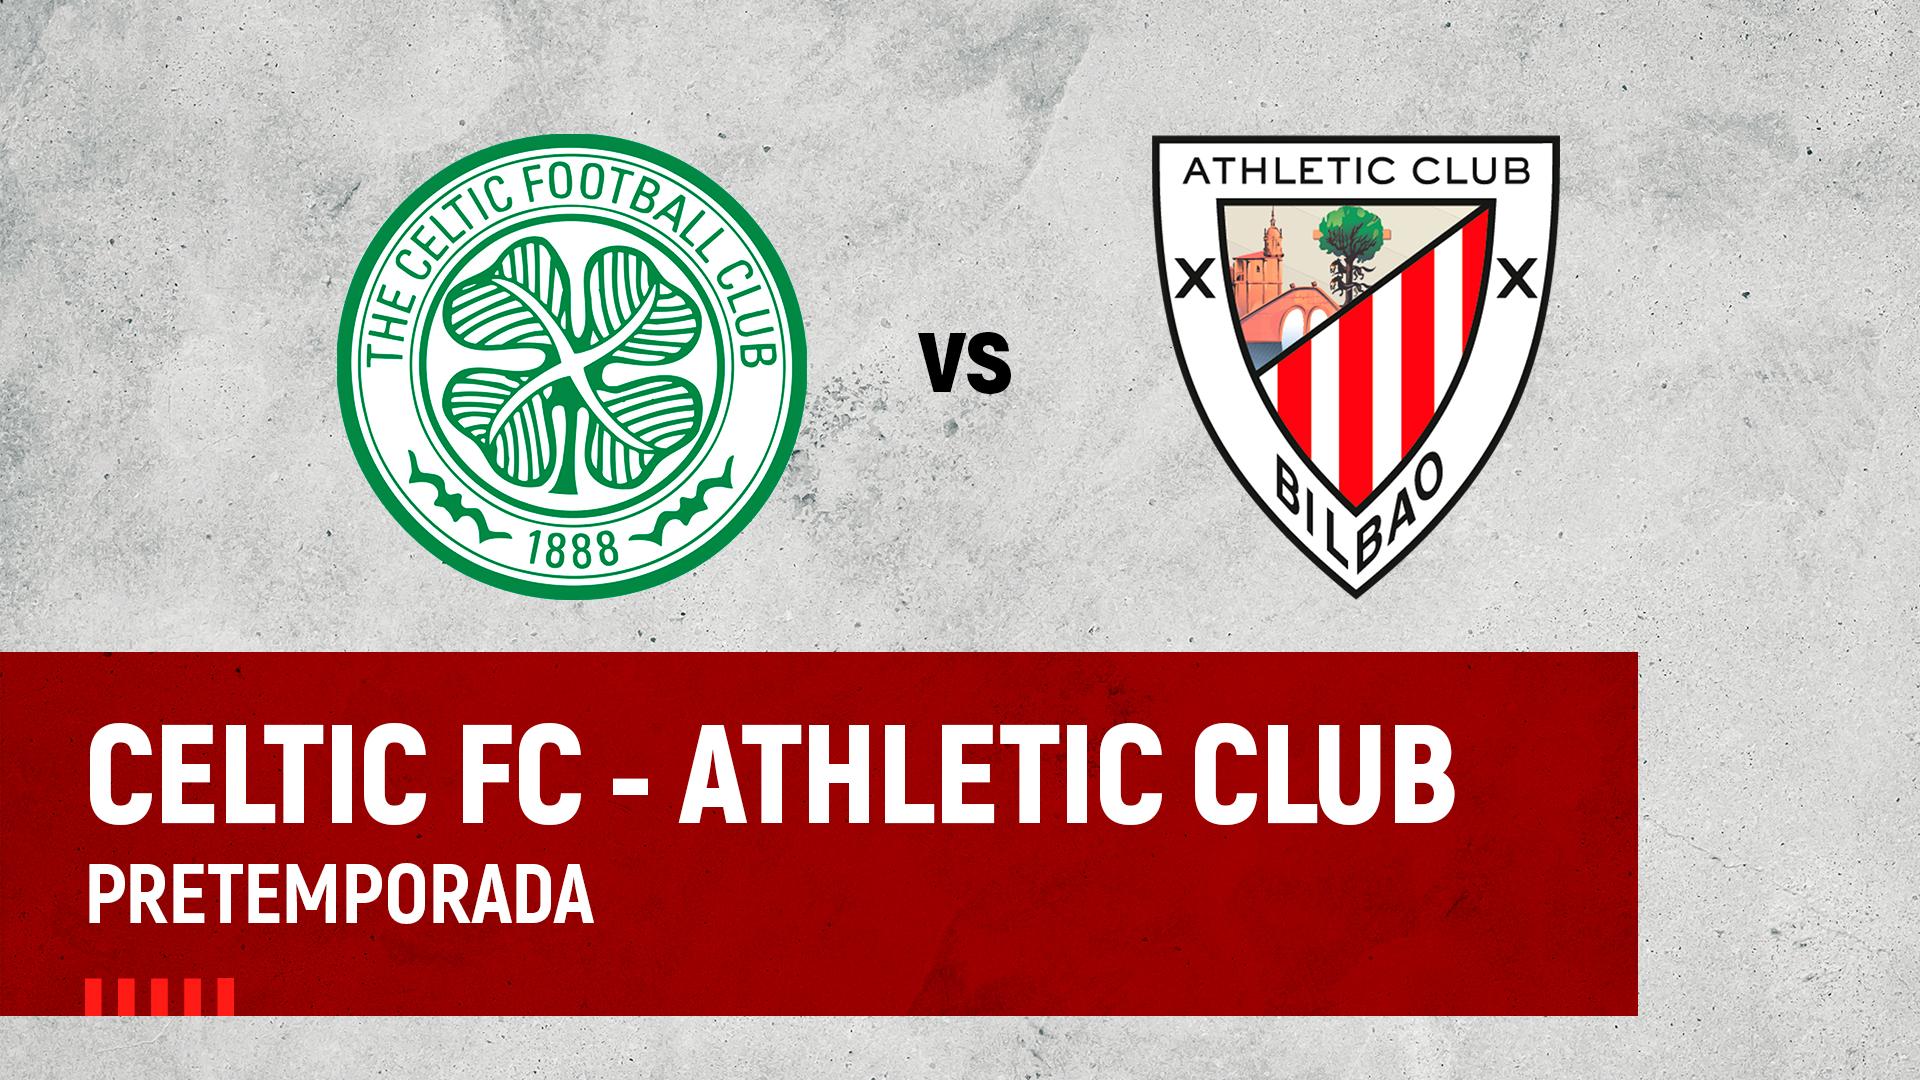 THE CELTIC FOOTBALL CLUB
1888
VS
ATHLETIC CLUB
X X
BILBAO
CELTIC FC - ATHLETIC CLUB
PRETEMPORADA